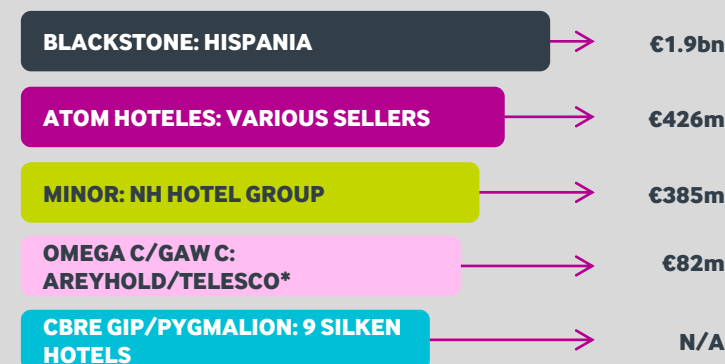 BLACKSTONE: HISPANIA €1.9bn
ATOM HOTELES: VARIOUS SELLERS €426m
MINOR: NH HOTEL GROUP €385m
OMEGA C/GAW C:
AREYHOLD/TELESCO* €82m
CBRE GIP/PYGMALION: 9 SILKEN
HOTELS N/A